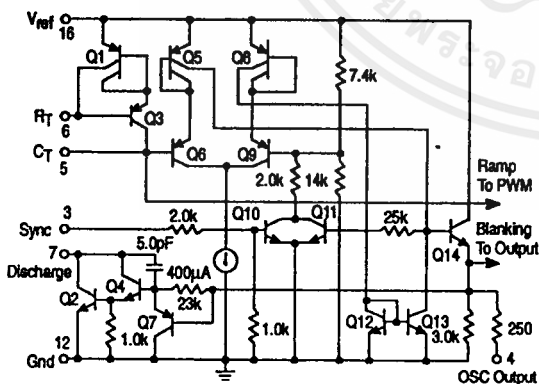 Vref
16
Q1
Q5
Q8
7.4k
RT
6
Q3
CT
5
Q6
Q9
2.0k
14k
Ramp
To PWM
Sync
3
2.0k
Q10
Q11
25k
Q14
Blanking
To Output
5.0pF
7
Discharge
Q4
400µA
23k
Q2
1.0k
Q7
1.0k
Q12
Q13
3.0k
250
12
Gnd
4
OSC Output